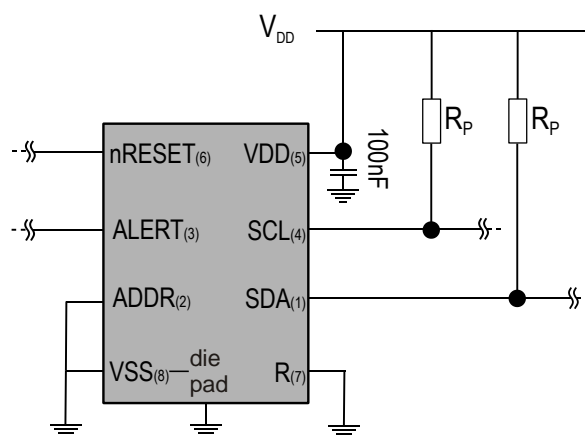 VDD
nRESET(6)
VDD(5)
100nF
RP
RP
ALERT(3)
SCL(4)
ADDR(2)
SDA(1)
VSS(8)
die
pad
R(7)